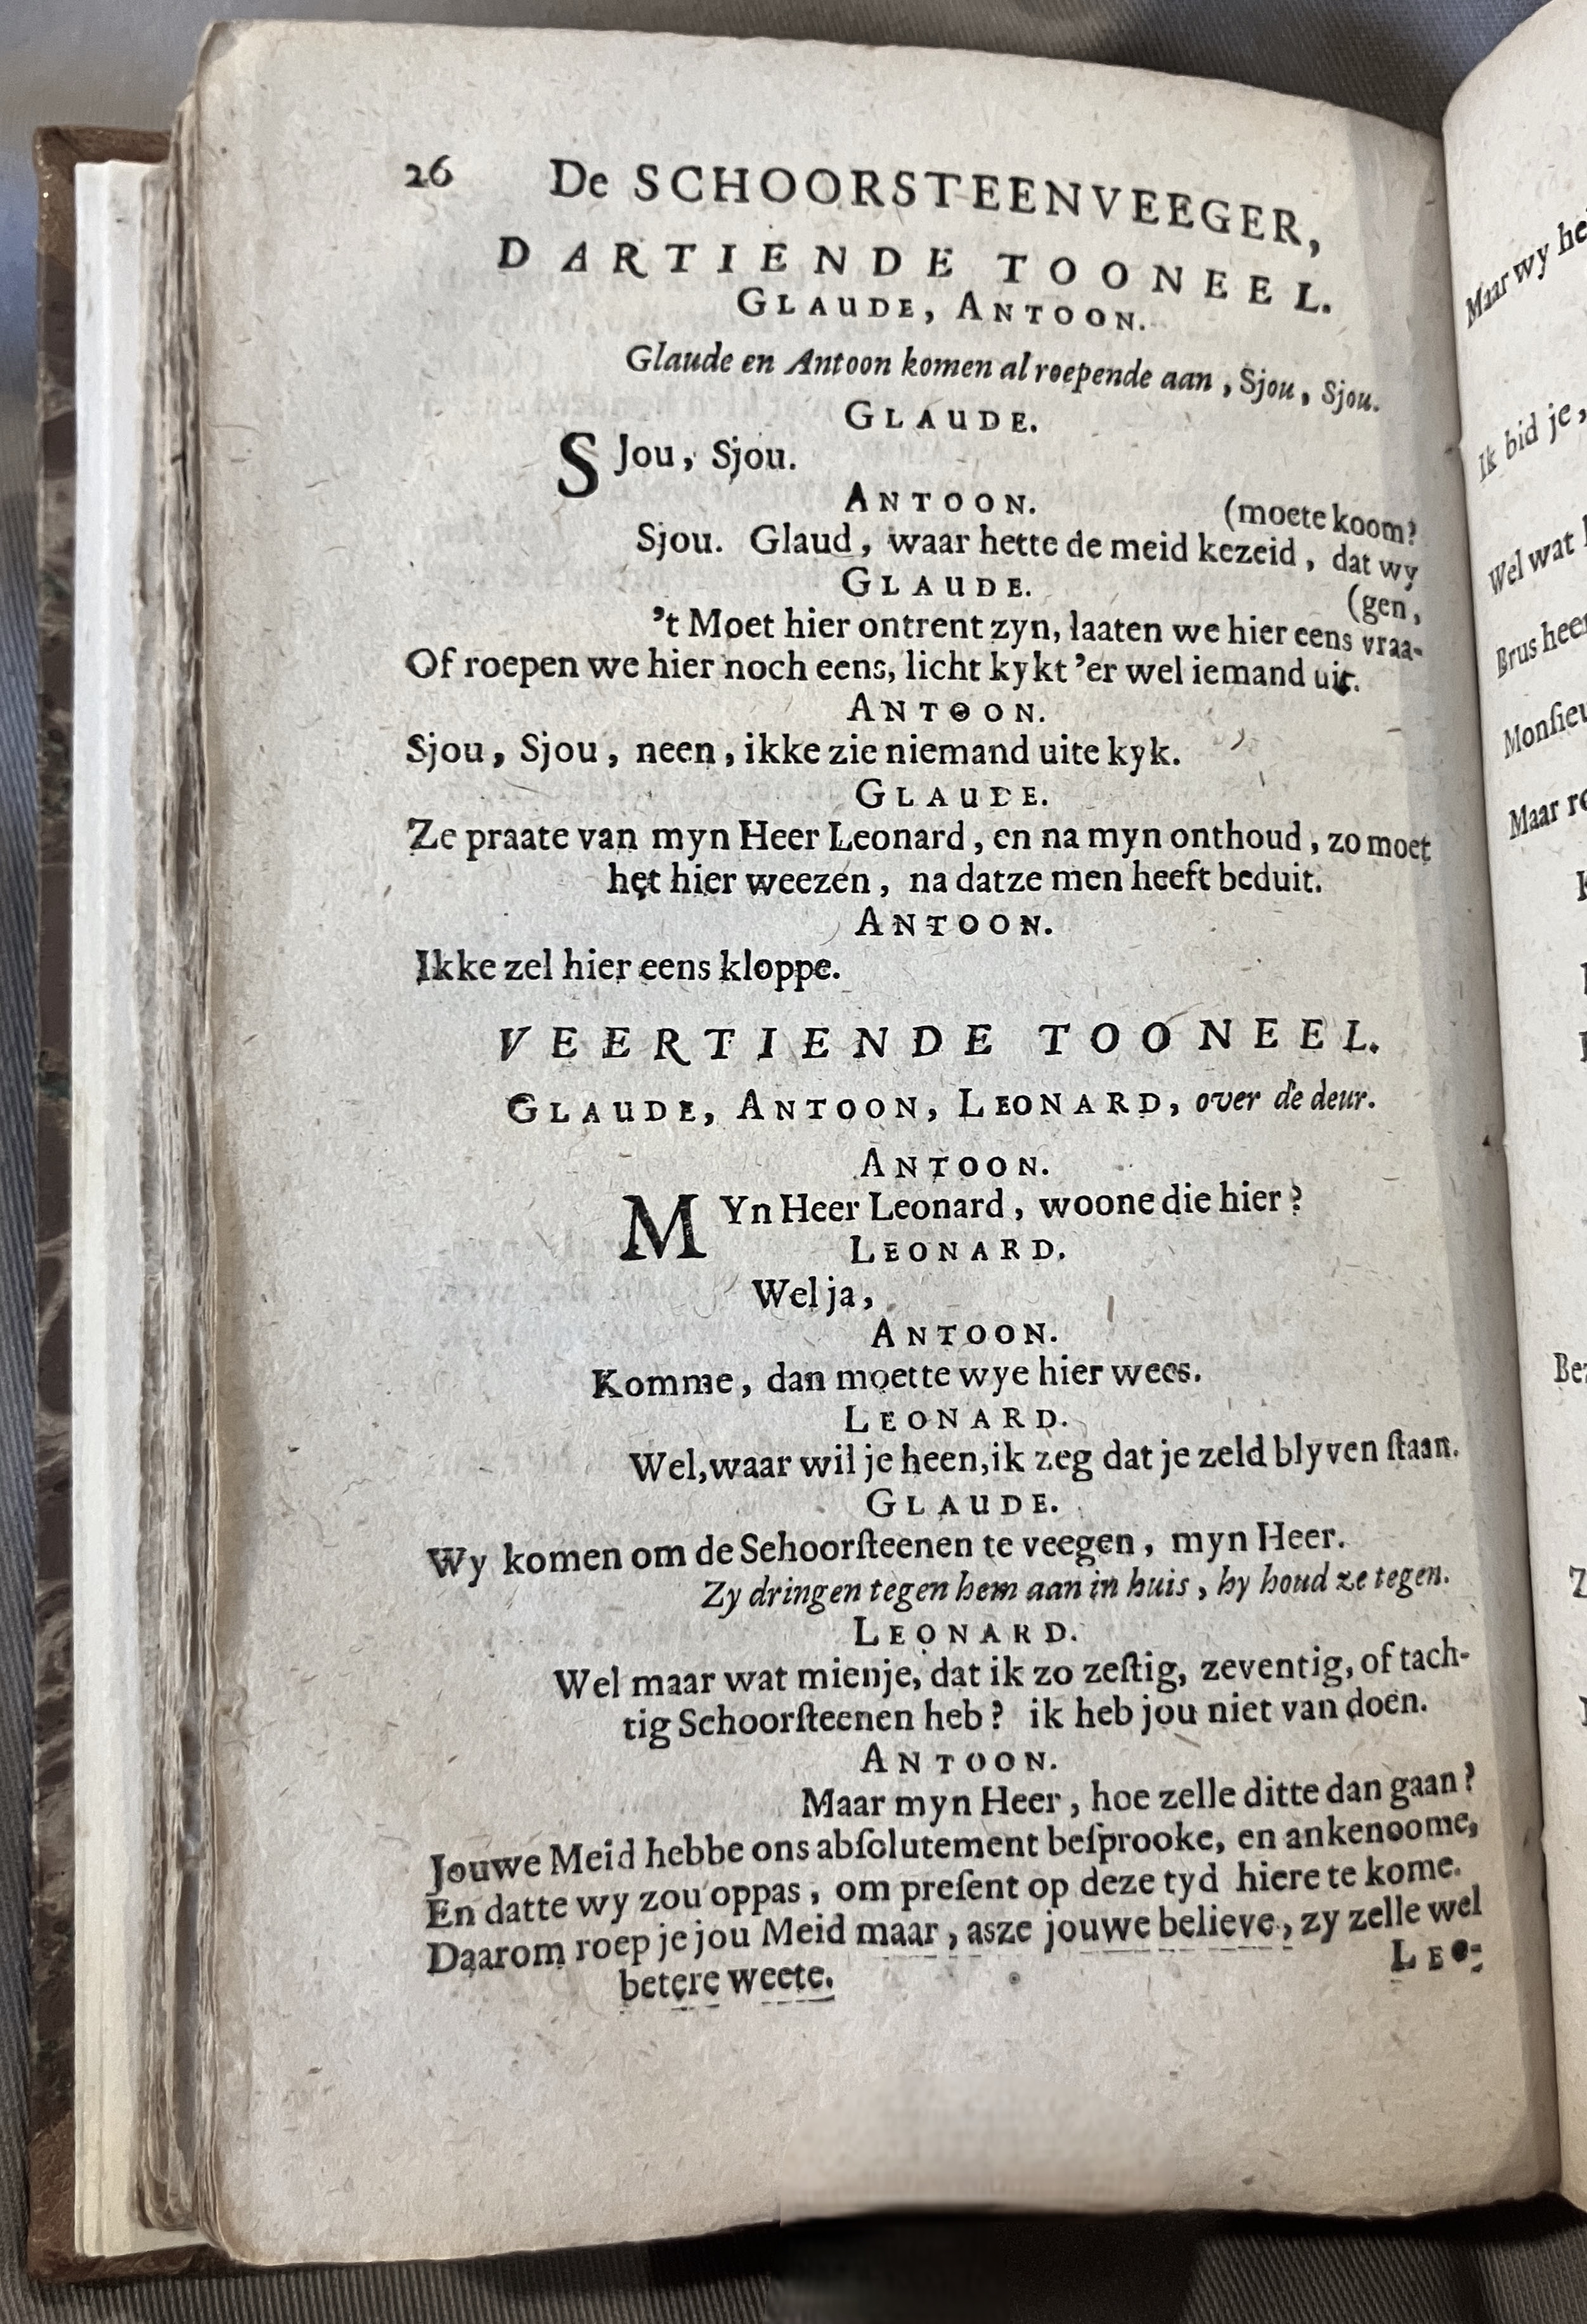 26 De SCHOORSTEENVEEGER,
DARTIENDE TOONEEL.
GLAUDE, ANTOON.
Glaude en Antoon komen al roepende aan, Sjou, Sjou.
GLAUDE.
SJou, Sjou.
ANTOON.
(moete koom?
Sjou. Glaud, waar hette de meid kezeid, dat wy
GLAUDE.
(gen,
't Moet hier ontrent zyn, laaten we hier eens vraa-
Of roepen we hier noch eens, licht kykt 'er wel iemand uit.
ANTOON.
Sjou, Sjou, neen, ikke zie niemand uite kyk.
GLAUDE.
Ze praate van myn Heer Leonard, en na myn onthoud, zo moet
het hier weezen, na datze men heeft beduit.
ANTOON.
Ikke zel hier eens kloppe.
VEERTIENDE TOONEEL.
GLAUDE, ANTOON, LEONARD, over de deur.
ANTOON.
MYn Heer Leonard, woone die hier?
LEONARD.
Wel ja,
ANTOON.
Komme, dan moette wye hier wees.
LEONARD.
Wel, waar wil je heen, ik zeg dat je zeld blyven ſtaan.
GLAUDE.
Wy komen om de Sehoorſteenen te veegen, myn Heer.
Zy dringen tegen hem aan in huis, hy houd ze tegen.
LEONARD.
Wel maar wat mienje, dat ik zo zeſtig, zeventig, of tach-
tig Schoorſteenen heb? ik heb jou niet van doen.
ANTOON.
Maar myn Heer, hoe zelle ditte dan gaan?
Jouwe Meid hebbe ons abſolutement beſprooke, en ankenoome,
En datte wy zou oppas, om preſent op deze tyd hiere te kome.
Daarom roep je jou Meid maar, asze jouwe believe, zy zelle wel
betere weete.
LEO-
Maar wy
Ik bid je,
Wel wat
Brus
Maar